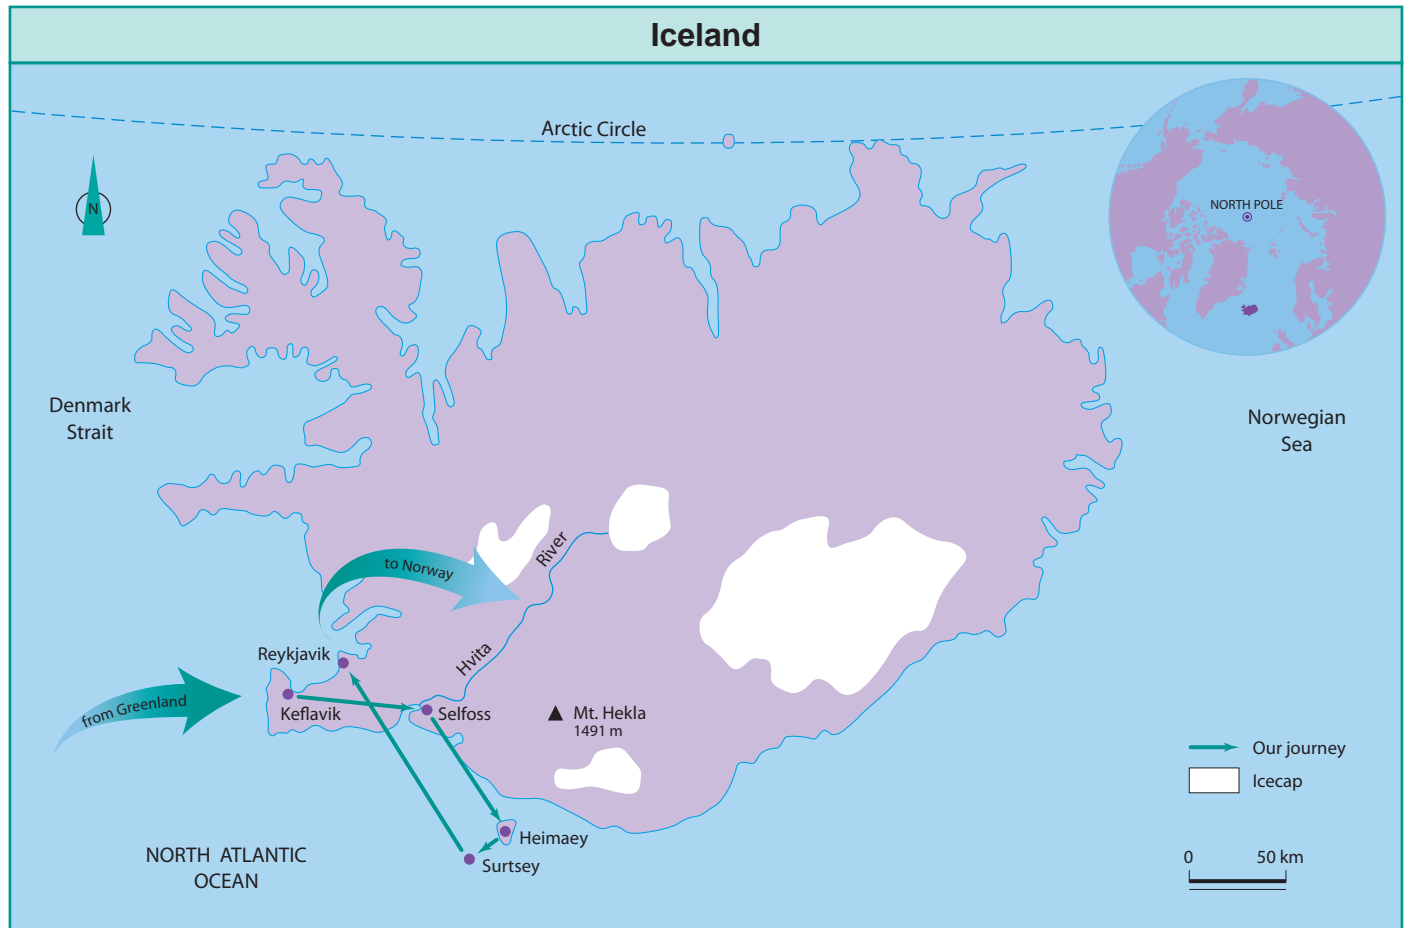 Iceland
Arctic Circle
N
NORTH POLE
Denmark
Strait
Norwegian
Sea
River
to Norway
Hvita
Reykjavik
from Greenland
Keflavik
Selfoss
Mt. Hekla
1491 m
Our journey
Icecap
Heimaey
Surtsey
NORTH ATLANTIC
OCEAN
0 50 km